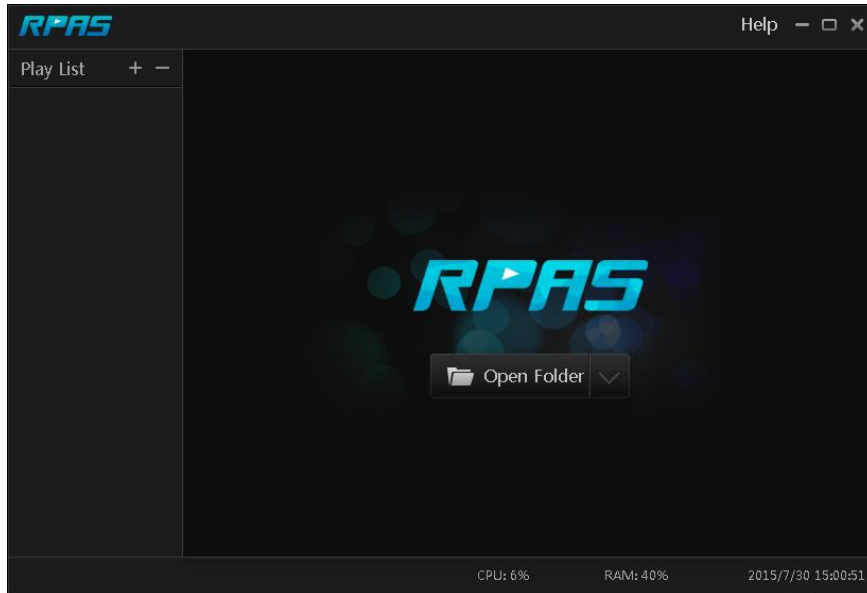 RPAS
Help
Play List + −
RPAS
Open Folder
CPU: 6% RAM: 40% 2015/7/30 15:00:51